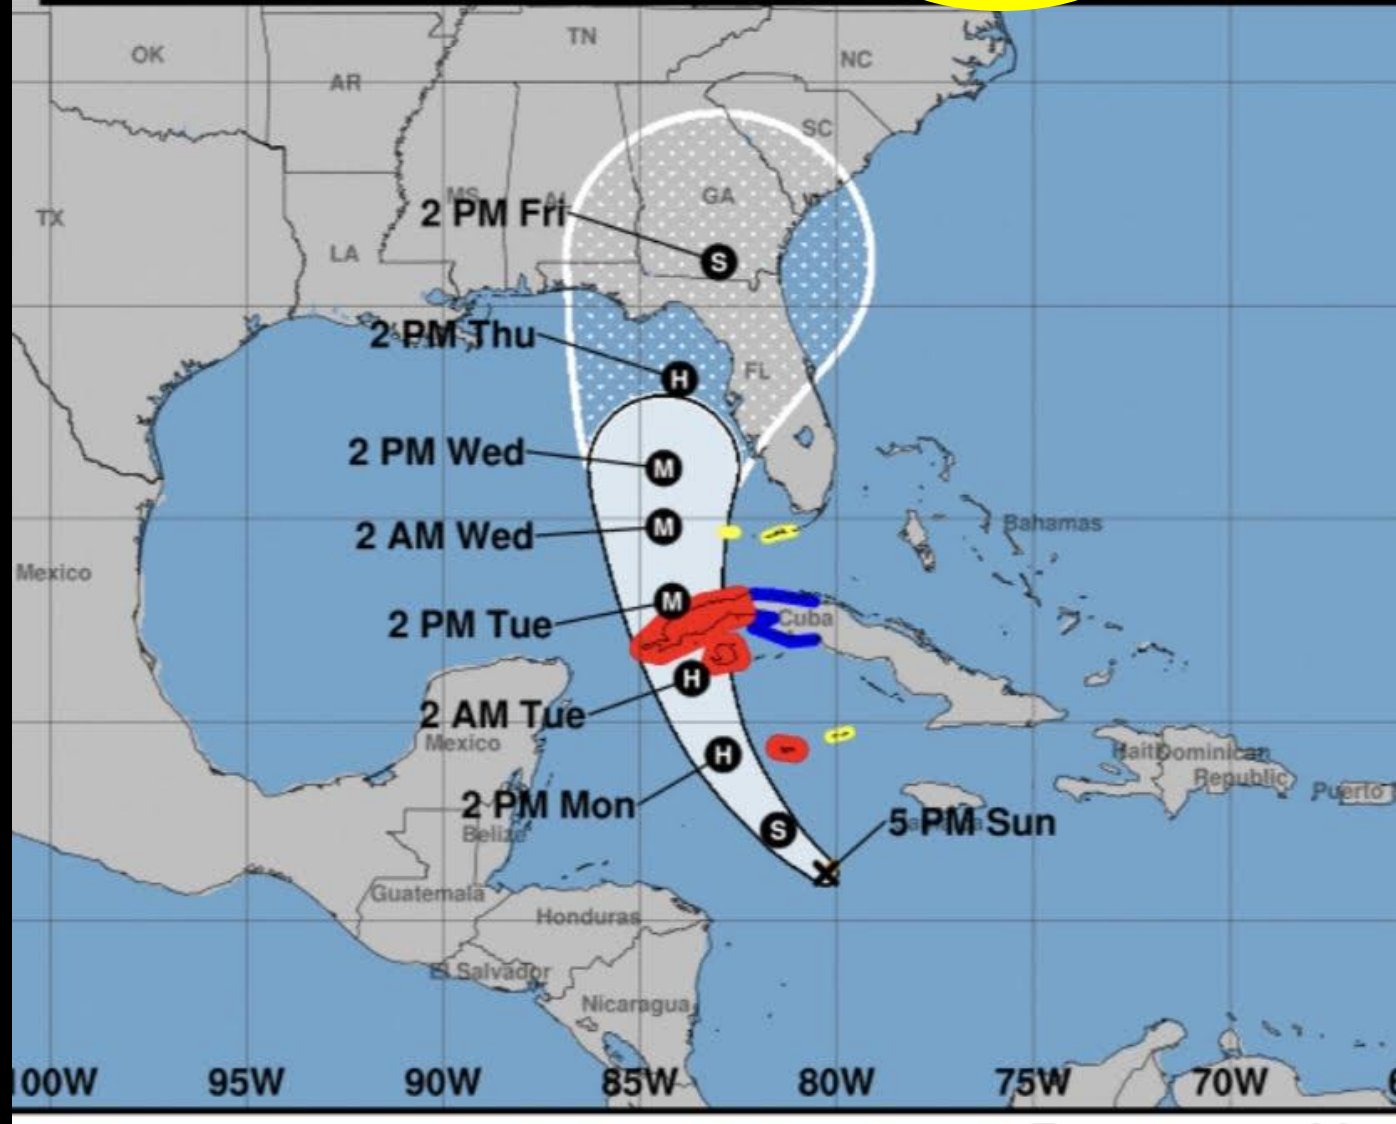 TN
OK
NC
AR
SC
MS
AL
GA
2 PM Fri
TX
S
LA
2 PM Thu
FL
H
2 PM Wed
M
2 AM Wed
M
Bahamas
Mexico
M
2 PM Tue
Cuba
H
2 AM Tue
Mexico
Haiti
Dominican
Republic
H
2 PM Mon
Puerto
S
5 PM Sun
Belize
X
Guatemala
Honduras
El Salvador
Nicaragua
100W 95W 90W 85W 80W 75W 70W